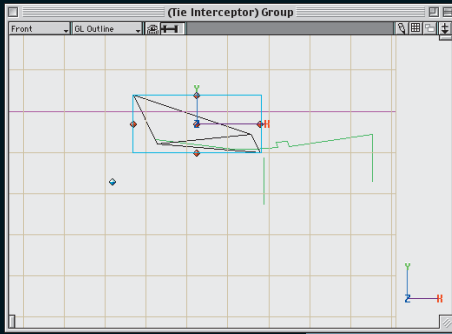 (Tie Interceptor) Group
Front
GL Outline
Y
Z
X
Y
Z
X